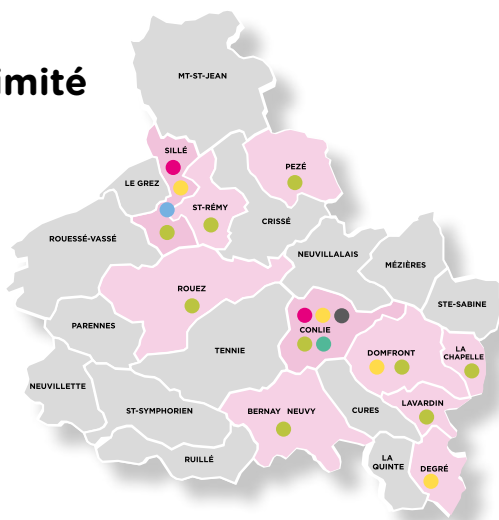 imité
MT-ST-JEAN
SILLÉ
PEZÉ
LE GREZ
ST-RÉMY
CRISSÉ
ROUESSÉ-VASSÉ
NEUVILLALAIS
MÉZIÈRES
ROUEZ
STE-SABINE
PARENNES
CONLIE
TENNIE
DOMFRONT
LA
CHAPELLE
NEUVILLETTE
ST-SYMPHORIEN
BERNAY NEUVY
CURES
LAVARDIN
RUILLÉ
LA
QUINTE
DEGRÉ